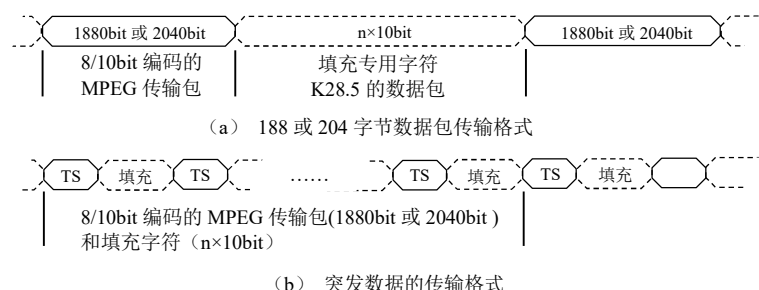 1880bit 或 2040bit n×10bit 1880bit 或 2040bit
8/10bit 编码的 填充专用字符
MPEG 传输包 K28.5 的数据包
（a） 188 或 204 字节数据包传输格式
TS 填充 TS …… TS 填充 TS 填充
8/10bit 编码的 MPEG 传输包(1880bit 或 2040bit )
和填充字符（n×10bit）
（b） 突发数据的传输格式